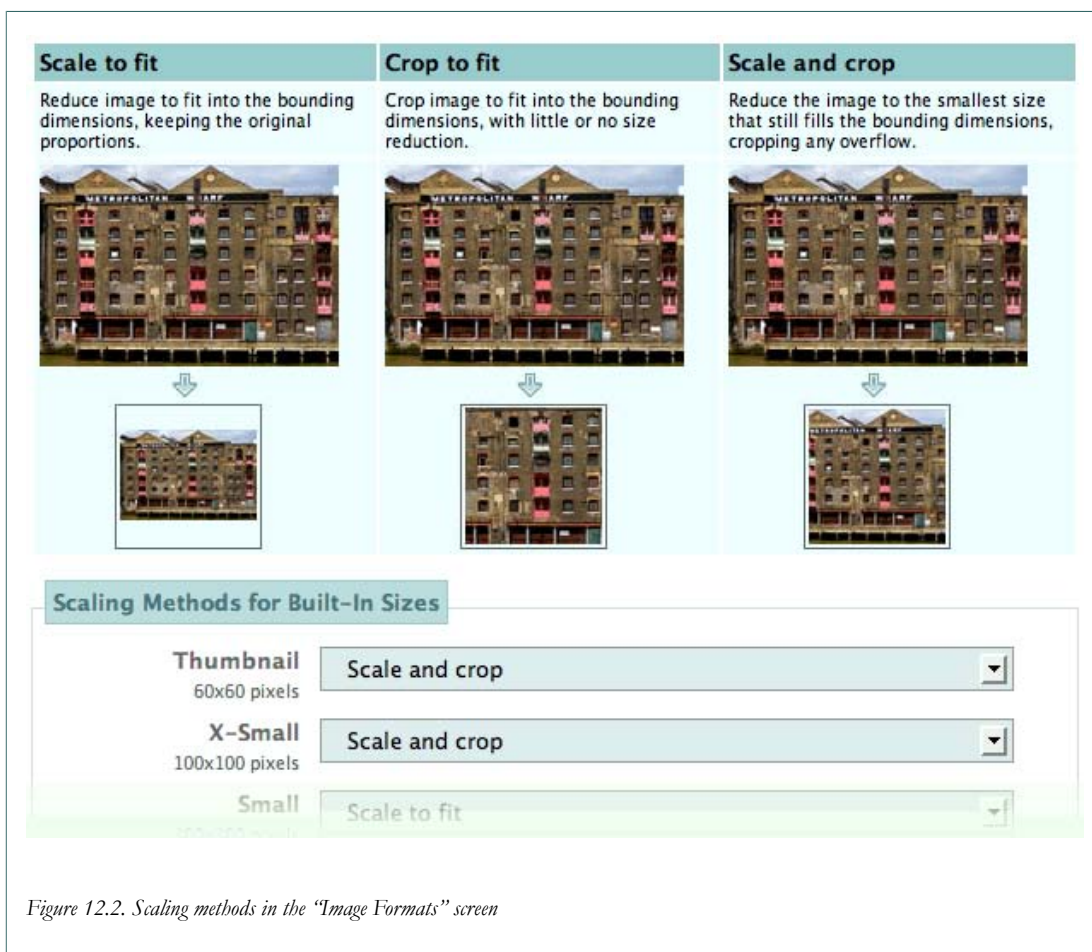 Scale to fit
Reduce image to fit into the bounding
dimensions, keeping the original
proportions.
Crop to fit
Crop image to fit into the bounding
dimensions, with little or no size
reduction.
Scale and crop
Reduce the image to the smallest size
that still fills the bounding dimensions,
cropping any overflow.
METROPOLITAN WHARF
METROPOLITAN WHARF
METROPOLITAN WHARF
Scaling Methods for Built-In Sizes
Thumbnail
60x60 pixels
Scale and crop
X-Small
100x100 pixels
Scale and crop
Small
Scale to fit
Figure 12.2. Scaling methods in the “Image Formats” screen